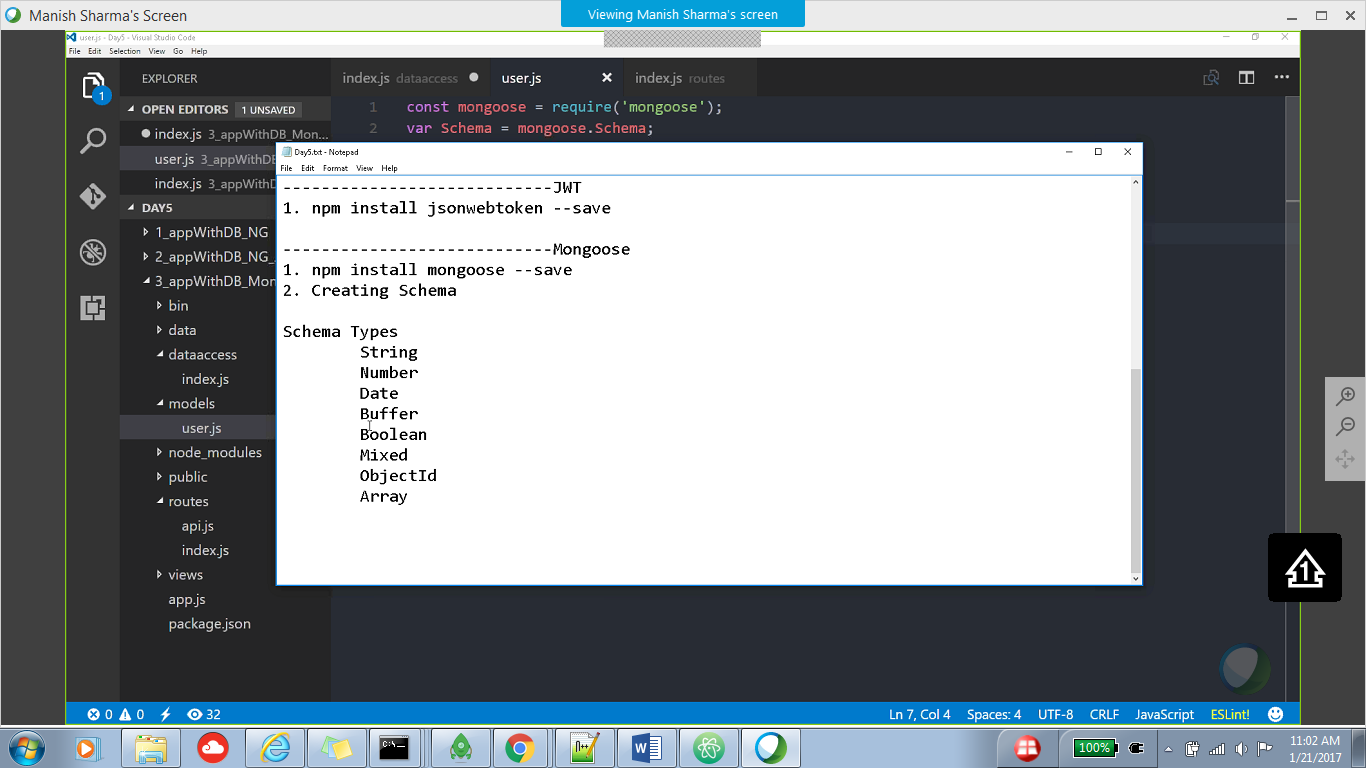 Manish Sharma's Screen
Viewing Manish Sharma's screen
user.js - Day5 - Visual Studio Code
File Edit Selection View Go Help
EXPLORER
index.js dataaccess
user.js
index.js routes
OPEN EDITORS 1 UNSAVED
index.js 3_appWithDB_Mon...
user.js 3_appWithDB
index.js 3_appWithD
1 const mongoose = require('mongoose');
2 var Schema = mongoose.Schema;
DAY5
1_appWithDB_NG
2_appWithDB_NG_
3_appWithDB_Mon
bin
data
dataaccess
index.js
models
user.js
node_modules
public
routes
api.js
index.js
views
app.js
package.json
Day5.txt - Notepad
File Edit Format View Help
----------------------------JWT
1. npm install jsonwebtoken --save
----------------------------Mongoose
1. npm install mongoose --save
2. Creating Schema
Schema Types
String
Number
Date
Buffer
Boolean
Mixed
ObjectId
Array
1
1
0 0 32
Ln 7, Col 4 Spaces: 4 UTF-8 CRLF JavaScript ESLint!
100%
11:02 AM
1/21/2017